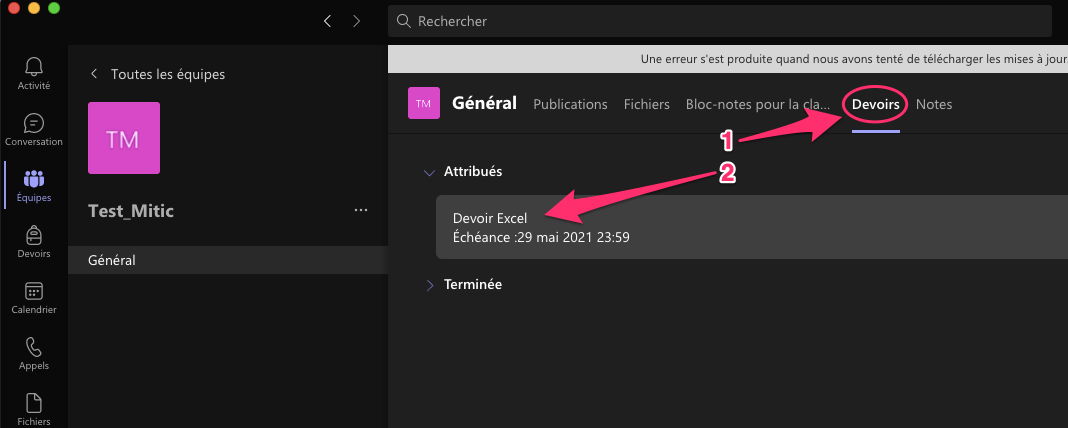 Rechercher
Activité
Conversation
Équipes
Devoirs
Calendrier
Appels
Fichiers
Toutes les équipes
TM
Test_Mitic
...
Général
Une erreur s'est produite quand nous avons tenté de télécharger les mises à jour.
TM Général Publications Fichiers Bloc-notes pour la cla... Devoirs Notes
1
2
Attribués
Devoir Excel
Échéance :29 mai 2021 23:59
Terminée